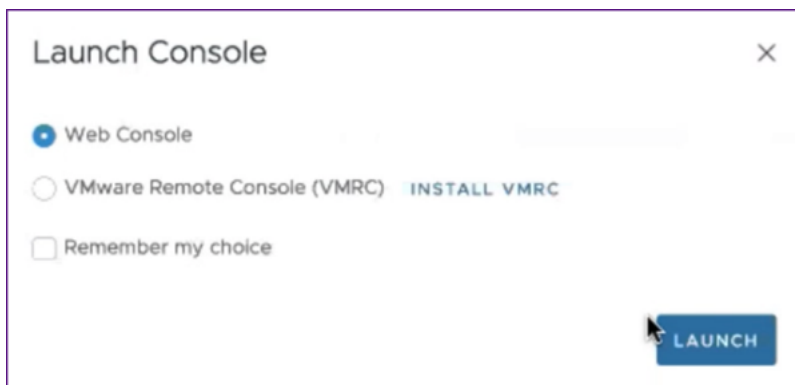 Launch Console
Web Console
VMware Remote Console (VMRC) INSTALL VMRC
Remember my choice
LAUNCH